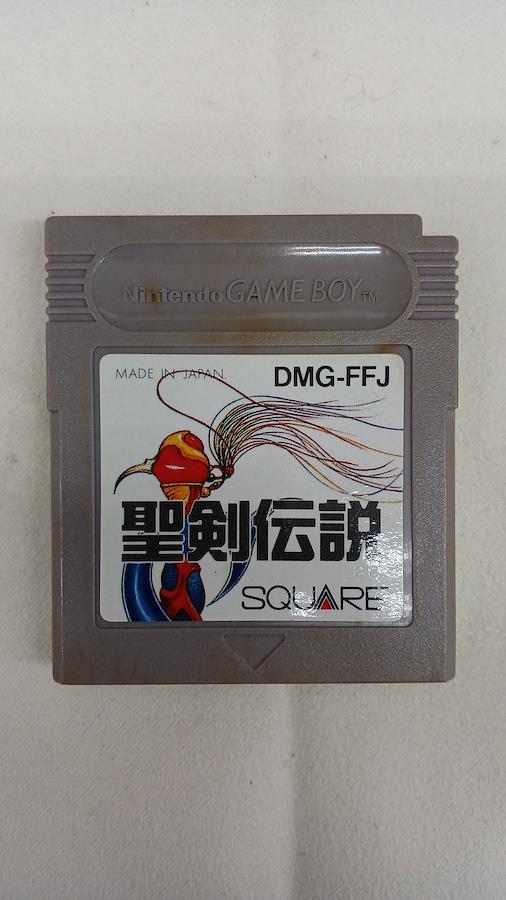 Nintendo GAME BOY TM
MADE IN JAPAN. DMG-FFJ
聖剣伝説
SQUARE